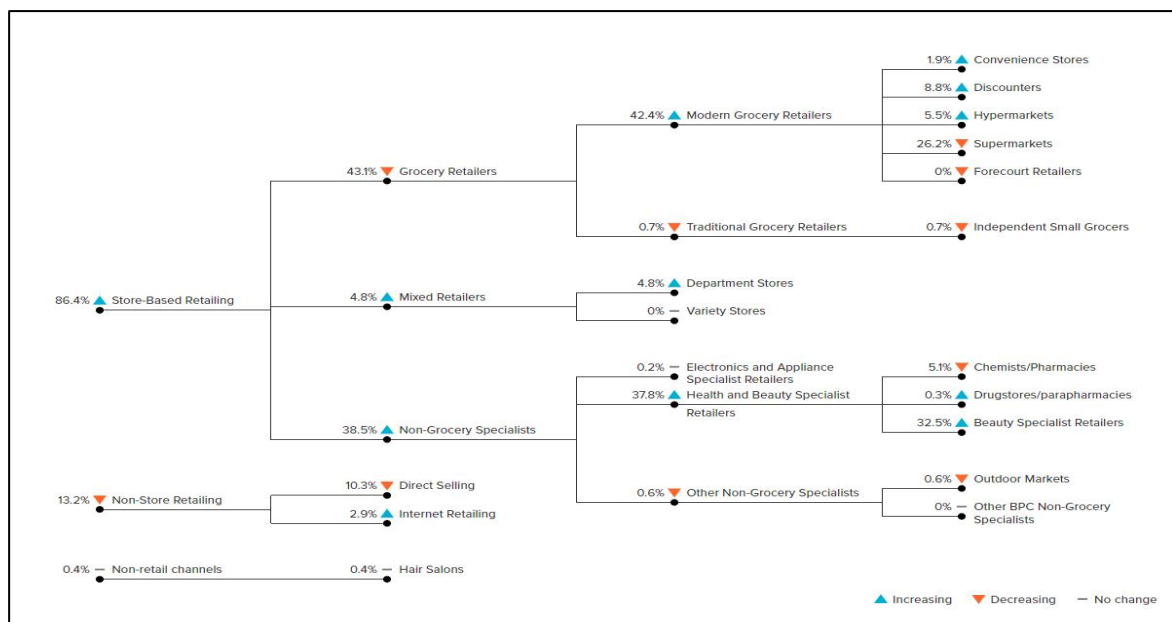 1.9% Convenience Stores
8.8% Discounters
42.4% Modern Grocery Retailers
5.5% Hypermarkets
26.2% Supermarkets
43.1% Grocery Retailers
0% Forecourt Retailers
0.7% Traditional Grocery Retailers
0.7% Independent Small Grocers
86.4% Store-Based Retailing
4.8% Mixed Retailers
4.8% Department Stores
0% – Variety Stores
0.2% – Electronics and Appliance
Specialist Retailers
5.1% Chemists/Pharmacies
37.8% Health and Beauty Specialist
Retailers
0.3% Drugstores/parapharmacies
38.5% Non-Grocery Specialists
32.5% Beauty Specialist Retailers
13.2% Non-Store Retailing
10.3% Direct Selling
0.6% Other Non-Grocery Specialists
0.6% Outdoor Markets
2.9% Internet Retailing
0% – Other BPC Non-Grocery
Specialists
0.4% – Non-retail channels
0.4% – Hair Salons
Increasing
Decreasing
– No change